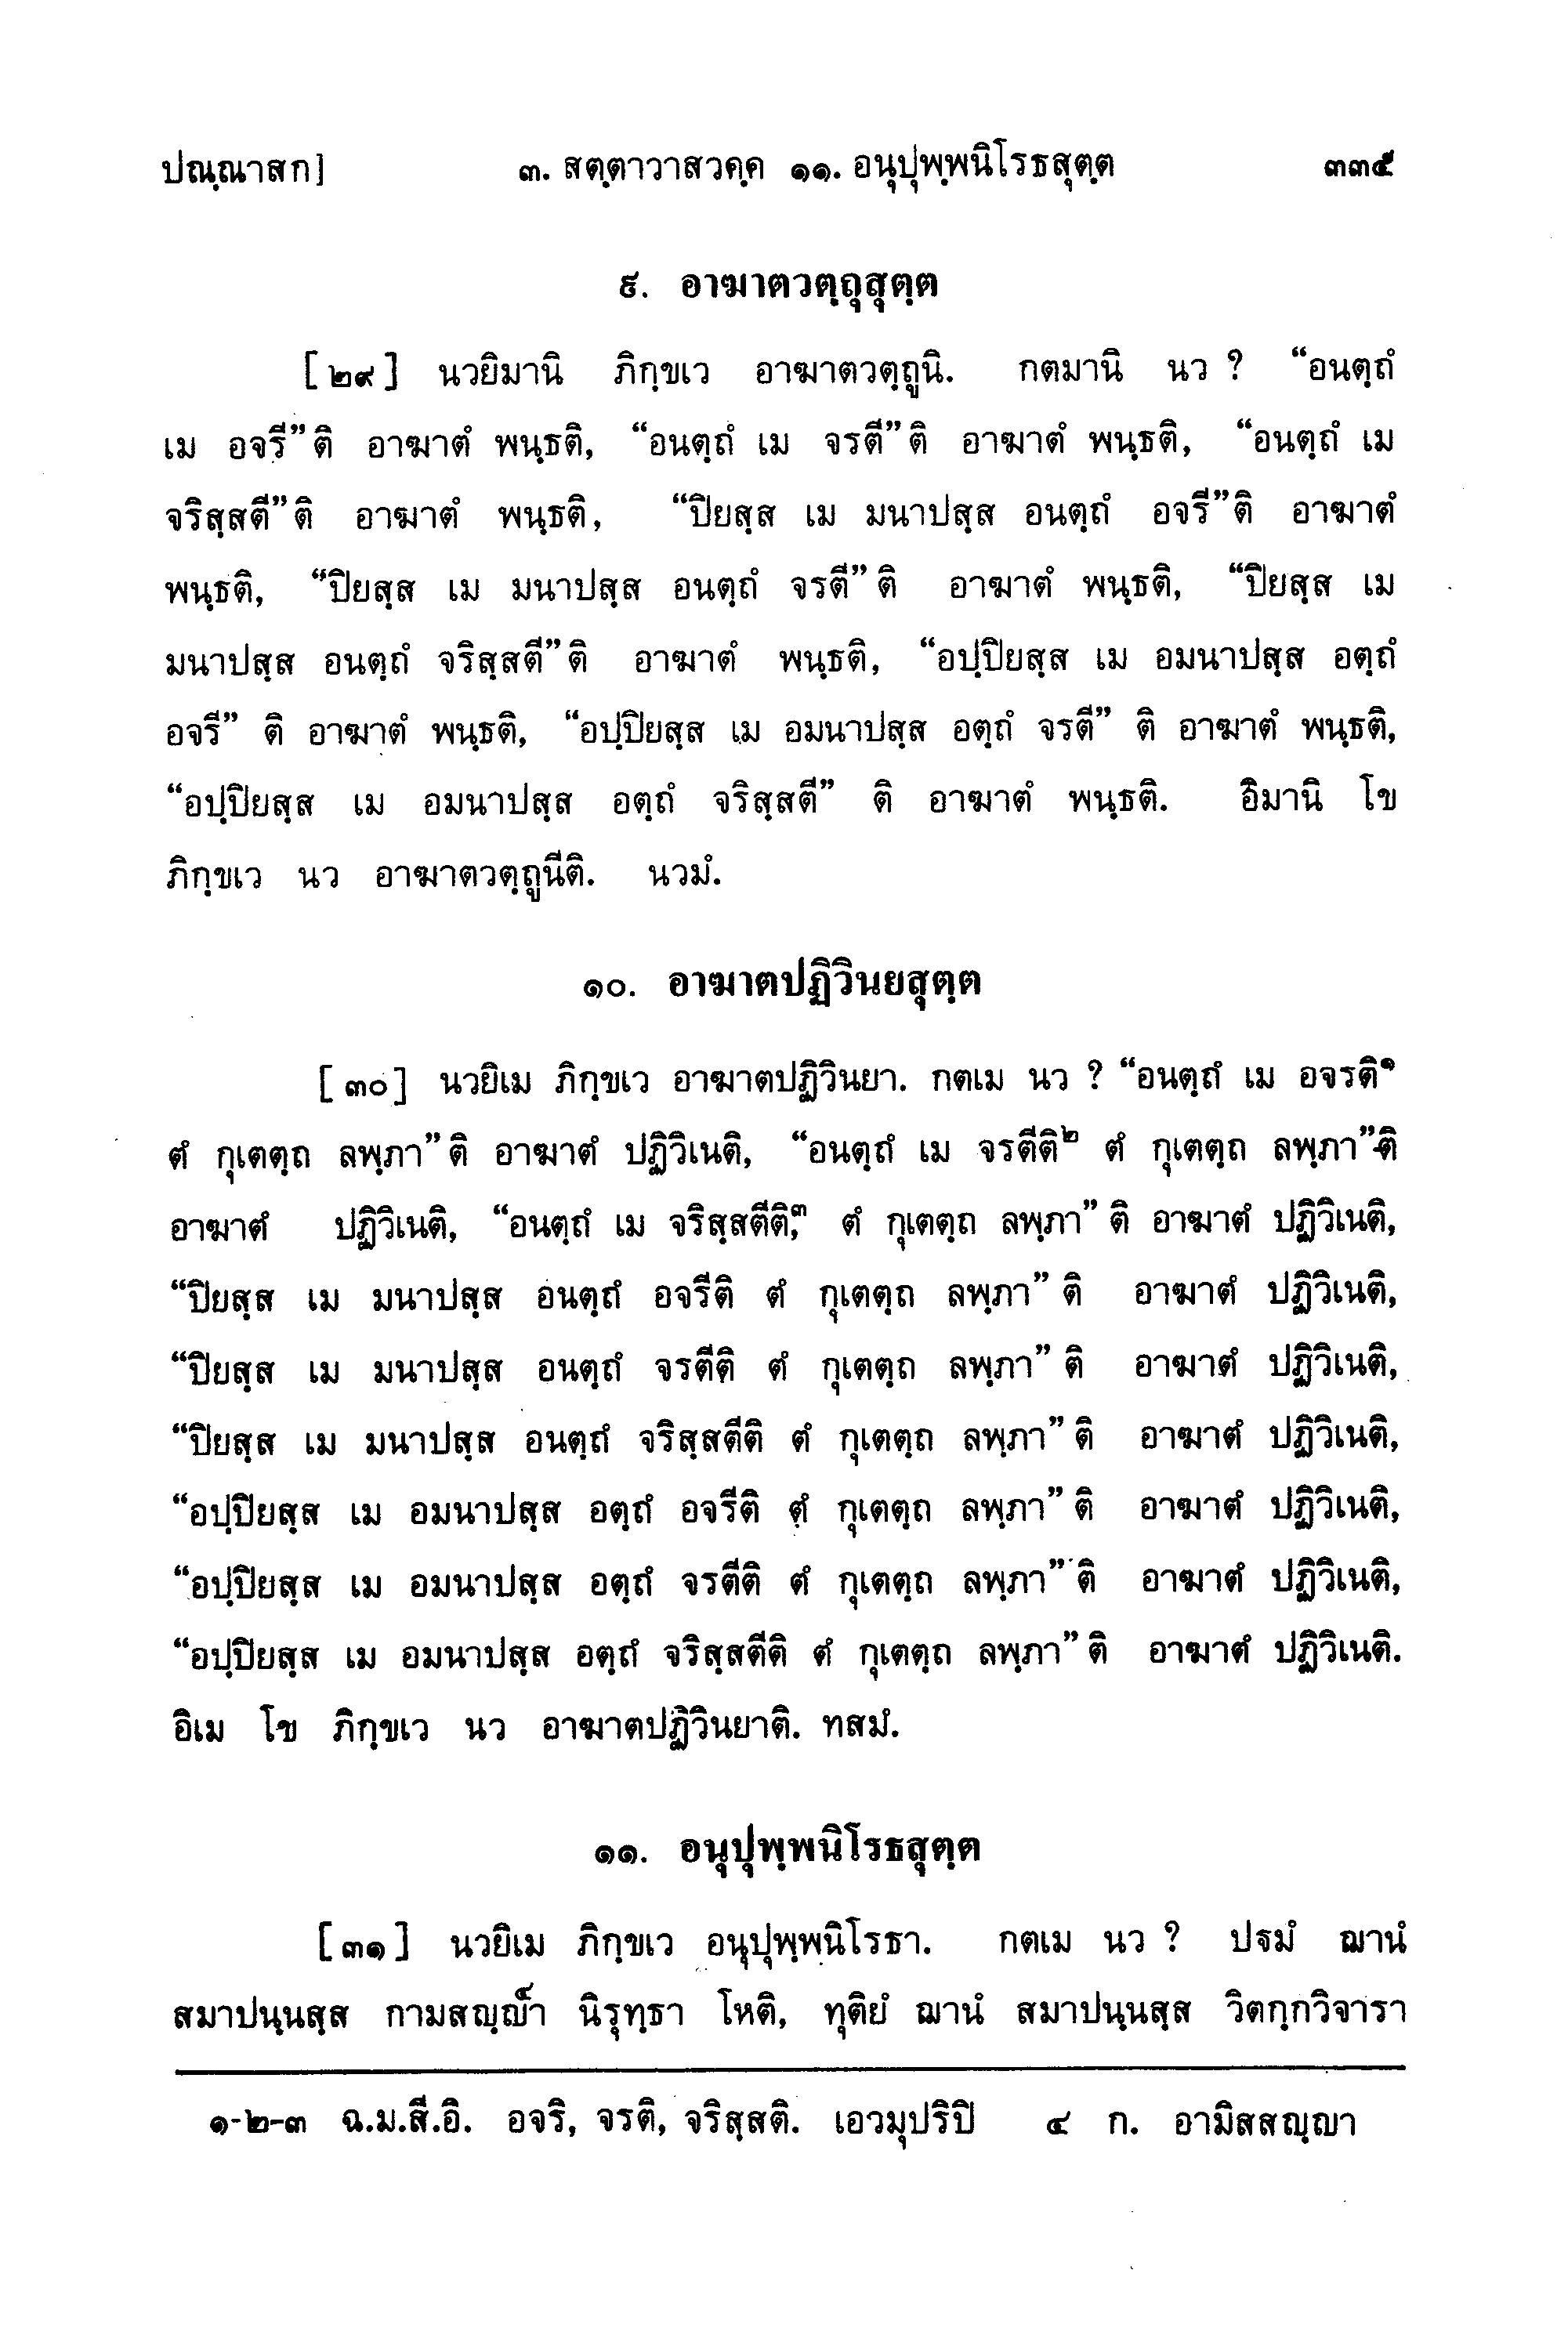 ปณฺณาสก]	๓. สตฺตาวาสวคฺค ๑๑. อนุปุพฺพนิโรธสุตฺต	๓๓๕
๙. อาฆาตวตฺถุสุตฺต
[๒๙] นวยิมานิ ภิกฺขเว อาฆาตวตฺถูนิ. กตมานิ นว ? “อนตฺถํ
เม อจรี”ติ อาฆาตํ พนฺธติ, “อนตฺถํ เม จรตี”ติ อาฆาตํ พนฺธติ, “อนตฺถํ เม
จริสฺสตี”ติ อาฆาตํ พนฺธติ, “ปิยสฺส เม มนาปสฺส อนตฺถํ อจรี”ติ อาฆาตํ
พนฺธติ, “ปิยสฺส เม มนาปสฺส อนตฺถํ จรตี”ติ อาฆาตํ พนฺธติ, “ปิยสฺส เม
มนาปสฺส อนตฺถํ จริสฺสตี”ติ อาฆาตํ พนฺธติ, “อปฺปิยสฺส เม อมนาปสฺส อตฺถํ
อจรี” ติ อาฆาตํ พนฺธติ, “อปฺปิยสฺส เม อมนาปสฺส อตฺถํ จรตี” ติ อาฆาตํ พนฺธติ,
“อปฺปิยสฺส เม อมนาปสฺส อตฺถํ จริสฺสตี” ติ อาฆาตํ พนฺธติ. อิมานิ โข
ภิกฺขเว นว อาฆาตวตฺถูนีติ. นวมํ.
๑๐. อาฆาตปฏิวินยสุตฺต
[๓๐] นวยิเม ภิกฺขเว อาฆาตปฏิวินยา. กตเม นว ? “อนตฺถํ เม อจรติ๑
ตํ กุเตตฺถ ลพฺภา”ติ อาฆาตํ ปฏิวิเนติ, “อนตฺถํ เม จรตีติ๒ ตํ กุเตตฺถ ลพฺภา”ติ
อาฆาตํ ปฏิวิเนติ, “อนตฺถํ เม จริสฺสตีติ,๓ ตํ กุเตตฺถ ลพฺภา”ติ อาฆาตํ ปฏิวิเนติ,
“ปิยสฺส เม มนาปสฺส อนตฺถํ อจรีติ ตํ กุเตตฺถ ลพฺภา”ติ อาฆาตํ ปฏิวิเนติ,
“ปิยสฺส เม มนาปสฺส อนตฺถํ จรตีติ ตํ กุเตตฺถ ลพฺภา”ติ อาฆาตํ ปฏิวิเนติ,
“ปิยสฺส เม มนาปสฺส อนตฺถํ จริสฺสตีติ ตํ กุเตตฺถ ลพฺภา”ติ อาฆาตํ ปฏิวิเนติ,
“อปฺปิยสฺส เม อมนาปสฺส อตฺถํ อจรีติ ตํ กุเตตฺถ ลพฺภา”ติ อาฆาตํ ปฏิวิเนติ,
“อปฺปิยสฺส เม อมนาปสฺส อตฺถํ จรตีติ ตํ กุเตตฺถ ลพฺภา”ติ อาฆาตํ ปฏิวิเนติ,
“อปฺปิยสฺส เม อมนาปสฺส อตฺถํ จริสฺสตีติ ตํ กุเตตฺถ ลพฺภา”ติ อาฆาตํ ปฏิวิเนติ.
อิเม โข ภิกฺขเว นว อาฆาตปฏิวินยาติ. ทสมํ.
๑๑. อนุปุพฺพนิโรธสุตฺต
[๓๑] นวยิเม ภิกฺขเว อนุปุพฺพนิโรธา. กตเม นว ? ปฐมํ ฌานํ
สมาปนฺนสฺส กามสญฺญา๔ นิรุทฺธา โหติ, ทุติยํ ฌานํ สมาปนฺนสฺส วิตกฺกวิจารา
๑-๒-๓ ฉ.ม.สี.อิ. อจริ, จรติ, จริสฺสติ. เอวมุปริปิ ๔ ก. อามิสสญฺญา